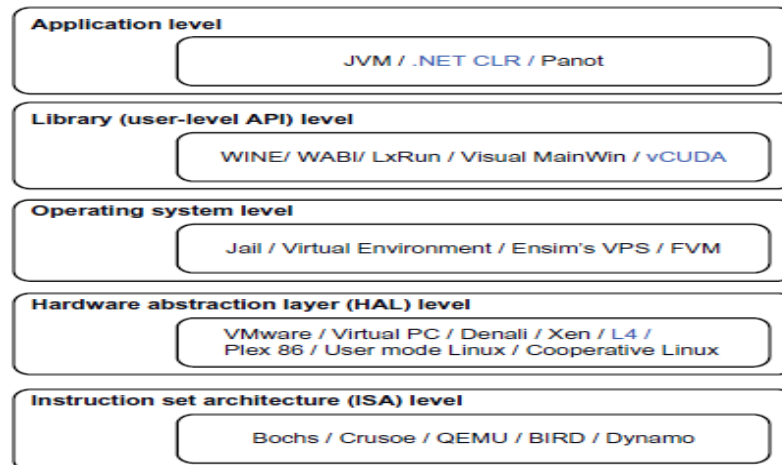 Application level
JVM / .NET CLR / Panot
Library (user-level API) level
WINE/ WABI/ LxRun / Visual MainWin / vCUDA
Operating system level
Jail / Virtual Environment / Ensim's VPS / FVM
Hardware abstraction layer (HAL) level
VMware / Virtual PC / Denali / Xen / L4 /
Plex 86 / User mode Linux / Cooperative Linux
Instruction set architecture (ISA) level
Bochs / Crusoe / QEMU / BIRD / Dynamo